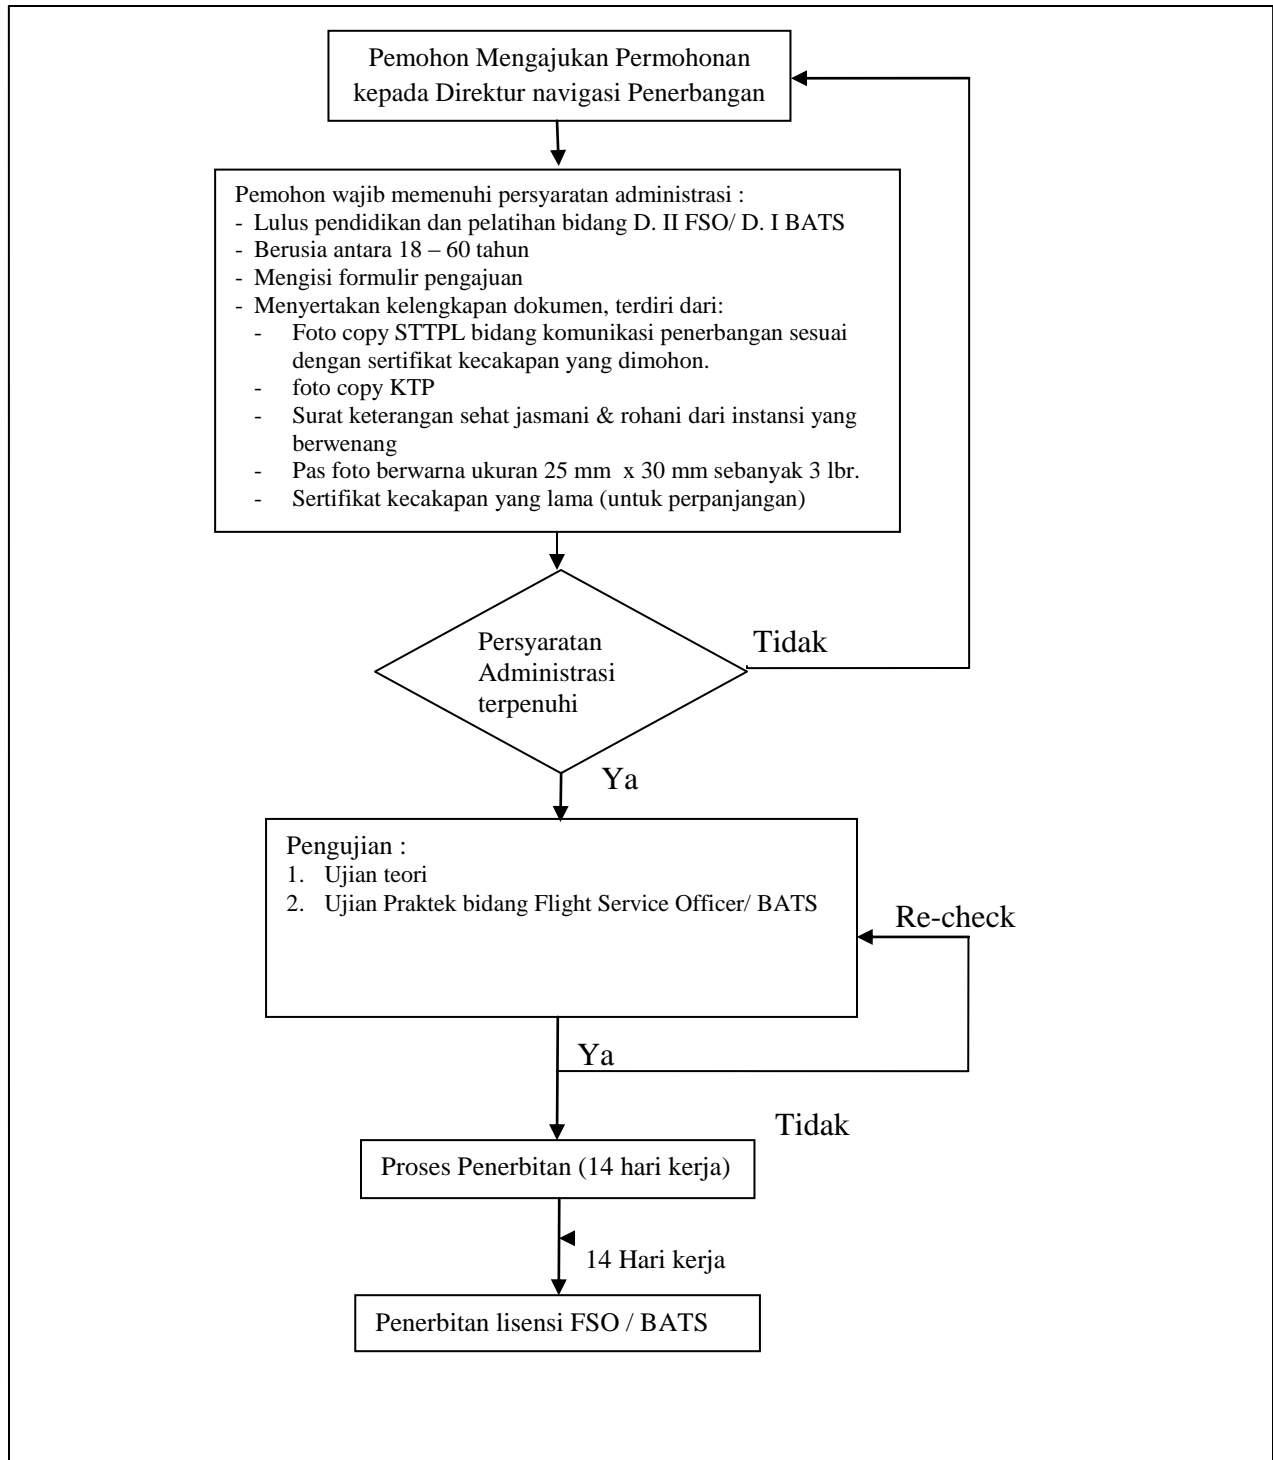 Pemohon Mengajukan Permohonan
kepada Direktur navigasi Penerbangan
Pemohon wajib memenuhi persyaratan administrasi :
- Lulus pendidikan dan pelatihan bidang D. II FSO/ D. I BATS
- Berusia antara 18 – 60 tahun
- Mengisi formulir pengajuan
- Menyertakan kelengkapan dokumen, terdiri dari:
- Foto copy STTPL bidang komunikasi penerbangan sesuai
dengan sertifikat kecakapan yang dimohon.
- foto copy KTP
- Surat keterangan sehat jasmani & rohani dari instansi yang
berwenang
- Pas foto berwarna ukuran 25 mm x 30 mm sebanyak 3 lbr.
- Sertifikat kecakapan yang lama (untuk perpanjangan)
Persyaratan
Administrasi
terpenuhi
Tidak
Ya
Pengujian :
1. Ujian teori
2. Ujian Praktek bidang Flight Service Officer/ BATS
Re-check
Ya
Tidak
Proses Penerbitan (14 hari kerja)
14 Hari kerja
Penerbitan lisensi FSO / BATS